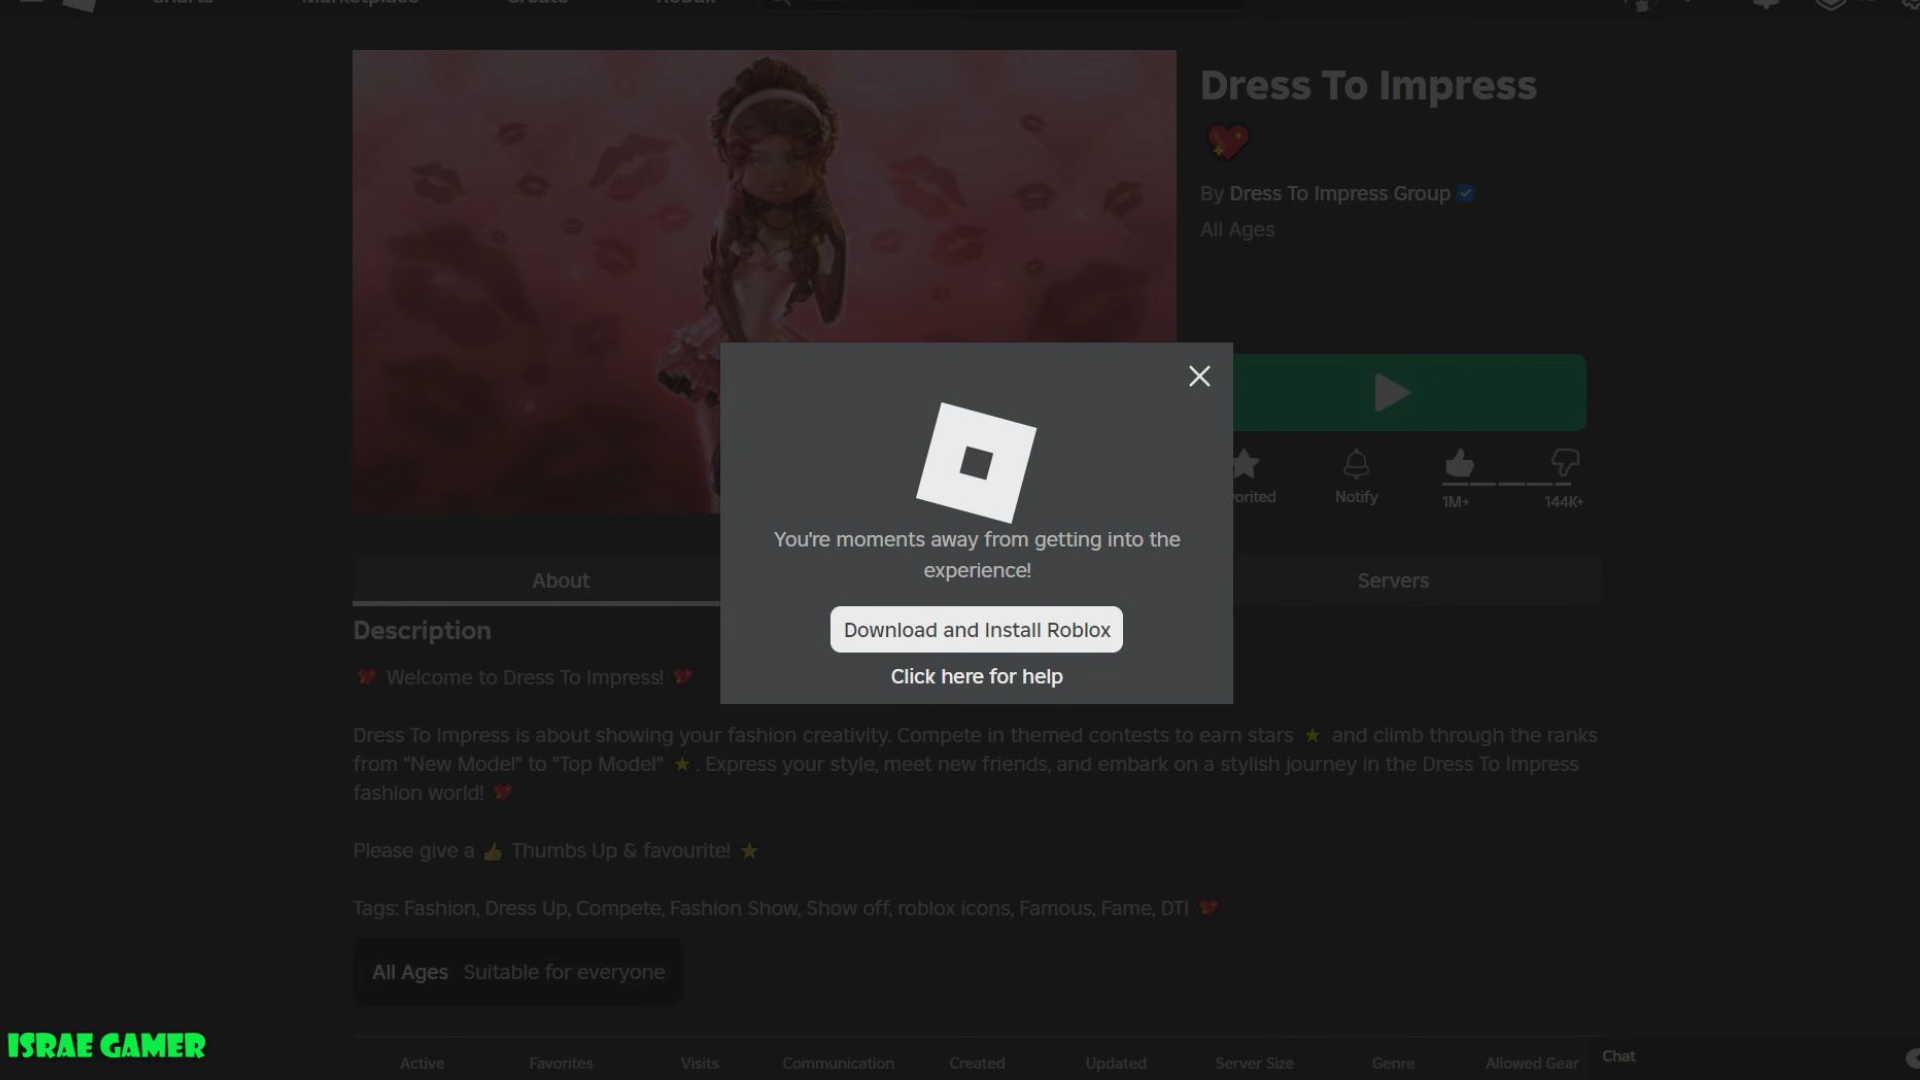 Dress To Impress
💖
By Dress To Impress Group
All Ages
Notify
1M+
144K+
You're moments away from getting into the
experience!
Download and Install Roblox
Click here for help
About
Servers
Description
💖 Welcome to Dress To Impress! 💖
Dress To Impress is about showing your fashion creativity. Compete in themed contests to earn stars ⭐ and climb through the ranks
from "New Model" to "Top Model" ⭐. Express your style, meet new friends, and embark on a stylish journey in the Dress To Impress
fashion world! 💖
Please give a 👍 Thumbs Up & favourite! ⭐
Tags: Fashion, Dress Up, Compete, Fashion Show, Show off, roblox icons, Famous, Fame, DTI 💖
All Ages Suitable for everyone
ISRAE GAMER
Active Favorites Visits Communication Created Updated Server Size Genre Allowed Gear
Chat